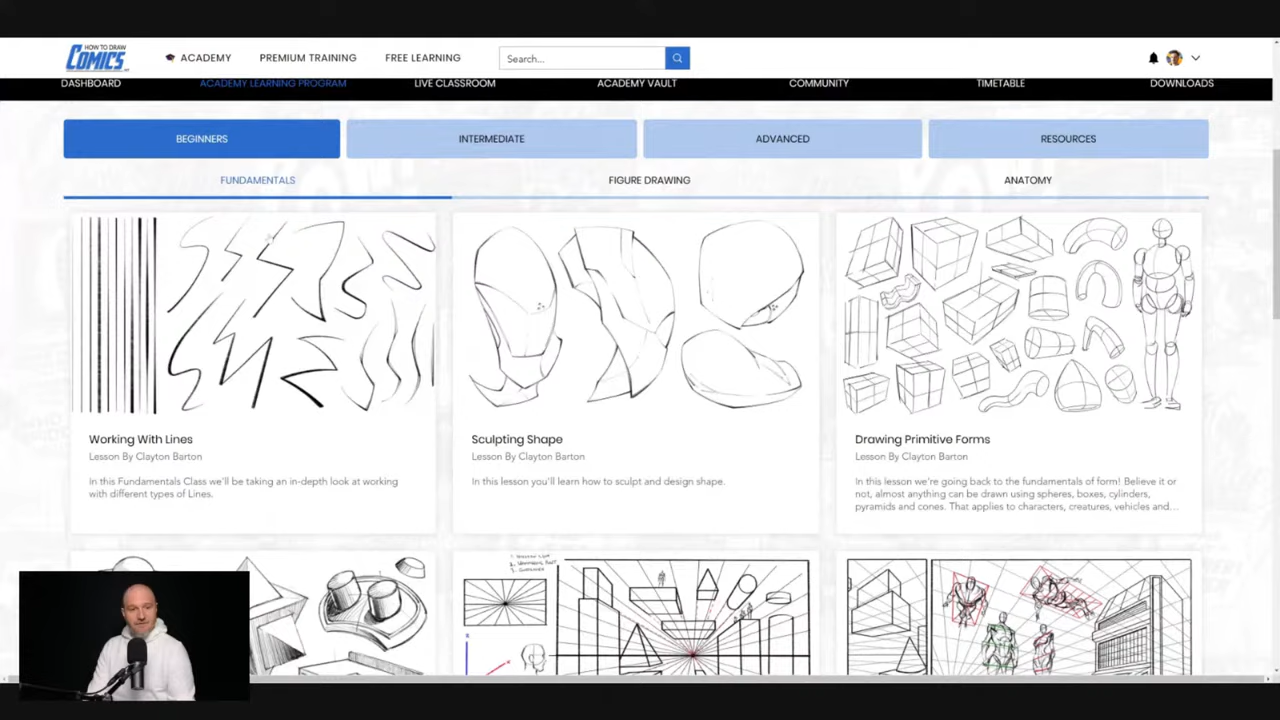 HOW TO DRAW
COMICS
ACADEMY
PREMIUM TRAINING
FREE LEARNING
Search...
DASHBOARD
ACADEMY LEARNING PROGRAM
LIVE CLASSROOM
ACADEMY VAULT
COMMUNITY
TIMETABLE
DOWNLOADS
BEGINNERS
INTERMEDIATE
ADVANCED
RESOURCES
FUNDAMENTALS
FIGURE DRAWING
ANATOMY
Working With Lines
Lesson By Clayton Barton
In this Fundamentals Class we'll be taking an in-depth look at working
with different types of Lines.
Sculpting Shape
Lesson By Clayton Barton
In this lesson you'll learn how to sculpt and design shape.
Drawing Primitive Forms
Lesson By Clayton Barton
In this lesson we're going back to the fundamentals of form! Believe it or
not, almost anything can be drawn using spheres, boxes, cylinders,
pyramids and cones. That applies to characters, creatures, vehicles and...